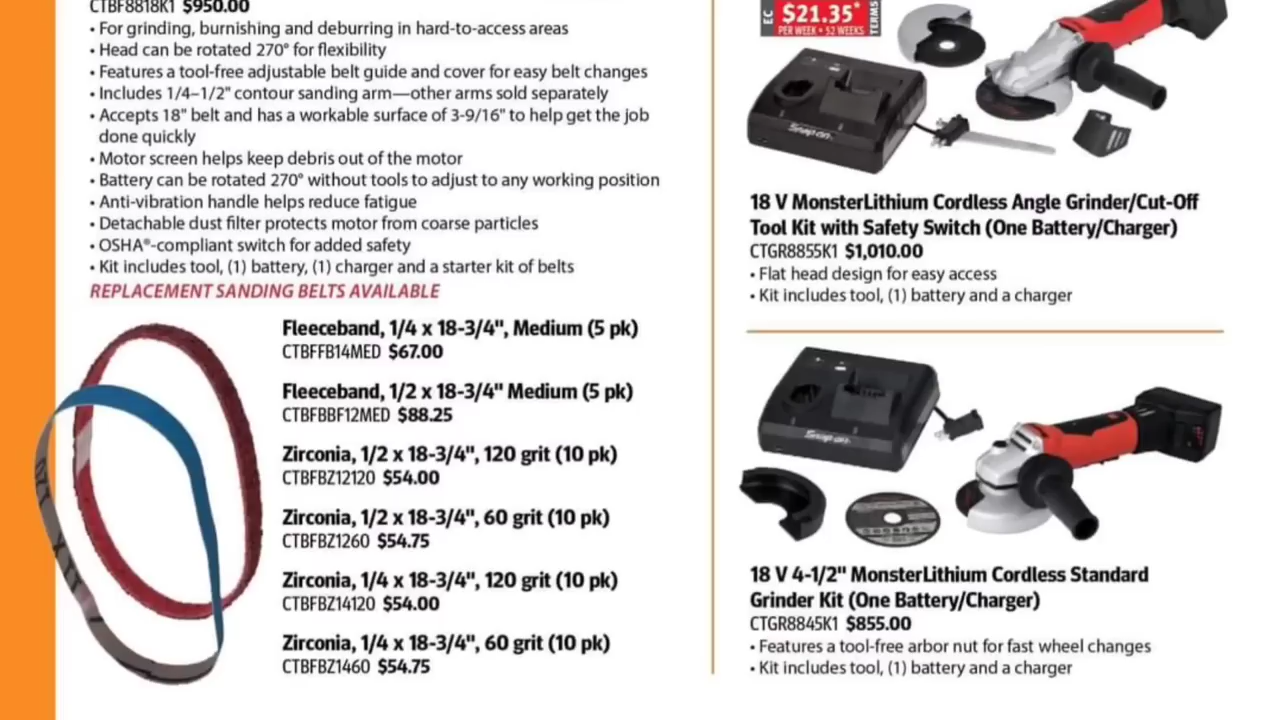 CTBF8818K1 $950.00
• For grinding, burnishing and deburring in hard-to-access areas
• Head can be rotated 270° for flexibility
• Features a tool-free adjustable belt guide and cover for easy belt changes
• Includes 1/4–1/2" contour sanding arm—other arms sold separately
• Accepts 18" belt and has a workable surface of 3-9/16" to help get the job
done quickly
• Motor screen helps keep debris out of the motor
• Battery can be rotated 270° without tools to adjust to any working position
• Anti-vibration handle helps reduce fatigue
• Detachable dust filter protects motor from coarse particles
• OSHA®-compliant switch for added safety
• Kit includes tool, (1) battery, (1) charger and a starter kit of belts
REPLACEMENT SANDING BELTS AVAILABLE
Fleeceband, 1/4 x 18-3/4", Medium (5 pk)
CTBFFB14MED $67.00
Fleeceband, 1/2 x 18-3/4" Medium (5 pk)
CTBFBBF12MED $88.25
Zirconia, 1/2 x 18-3/4", 120 grit (10 pk)
CTBFBZ12120 $54.00
Zirconia, 1/2 x 18-3/4", 60 grit (10 pk)
CTBFBZ1260 $54.75
Zirconia, 1/4 x 18-3/4", 120 grit (10 pk)
CTBFBZ14120 $54.00
Zirconia, 1/4 x 18-3/4", 60 grit (10 pk)
CTBFBZ1460 $54.75
EC
$21.35*
PER WEEK • 52 WEEKS
TERMS
Snap-on
18 V MonsterLithium Cordless Angle Grinder/Cut-Off
Tool Kit with Safety Switch (One Battery/Charger)
CTGR8855K1 $1,010.00
• Flat head design for easy access
• Kit includes tool, (1) battery and a charger
Snap-on
18 V 4-1/2" MonsterLithium Cordless Standard
Grinder Kit (One Battery/Charger)
CTGR8845K1 $855.00
• Features a tool-free arbor nut for fast wheel changes
• Kit includes tool, (1) battery and a charger